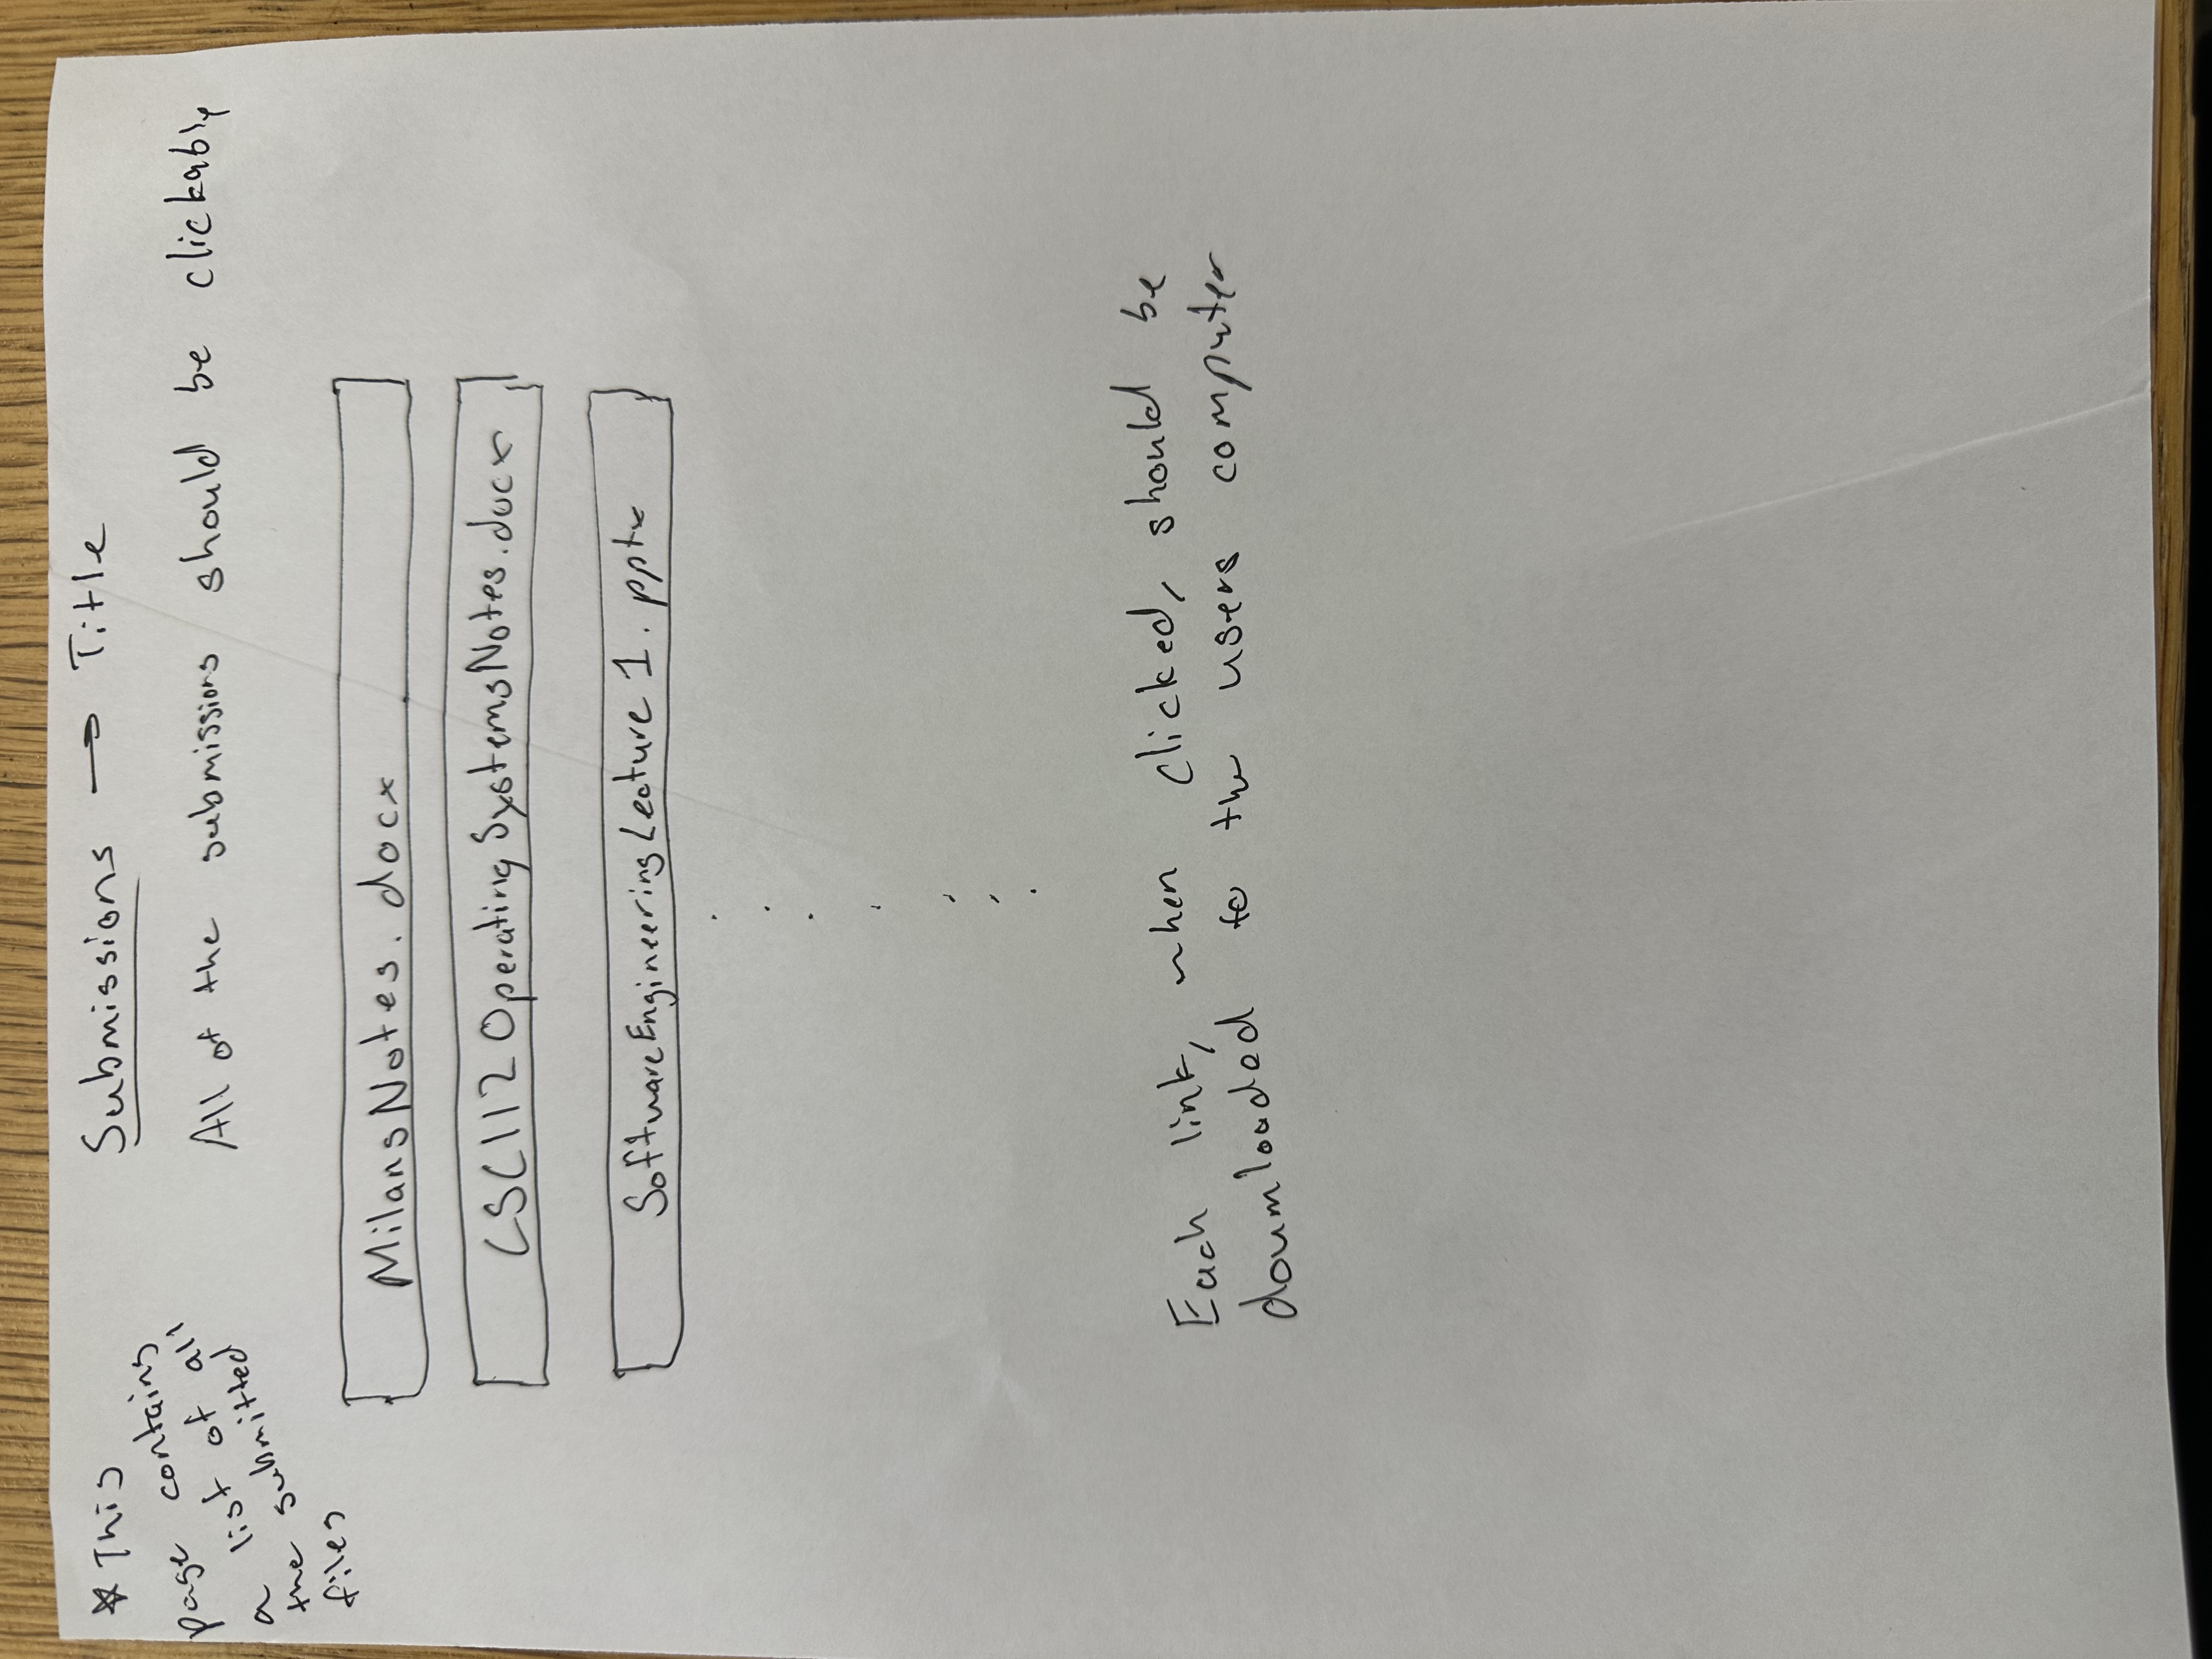 ☆ This
page contains
a list of all
the submitted
files
Submissions → Title
All of the submissions should be clickable
MilansNotes.docx
CSC112OperatingSystemsNotes.docx
SoftwareEngineeringLecture1.pptx
Each link, when clicked, should be
downloaded to the users computer